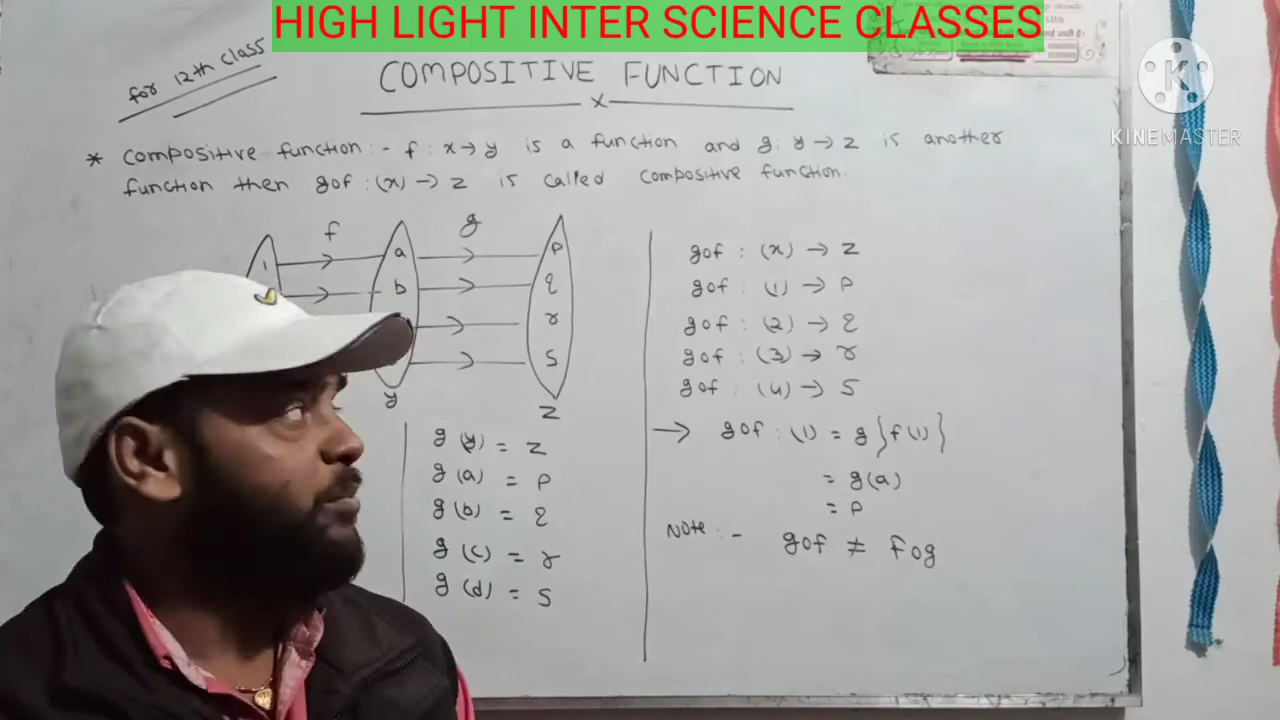 HIGH LIGHT INTER SCIENCE CLASSES
for 12th class
COMPOSITIVE FUNCTION
x
KINEMASTER
* Compositive function:- f : x → y is a function and g: y → z is another
function then gof : (x) → z is called compositive function.
f g
1 a p
b q
r
s
y z
g (y) = z
g (a) = p
g (b) = q
g (c) = r
g (d) = s
gof : (x) → z
gof : (1) → p
gof : (2) → q
gof : (3) → r
gof : (4) → s
→ gof : (1) = g }f(1)}
= g(a)
= p
Note :- gof ≠ fog